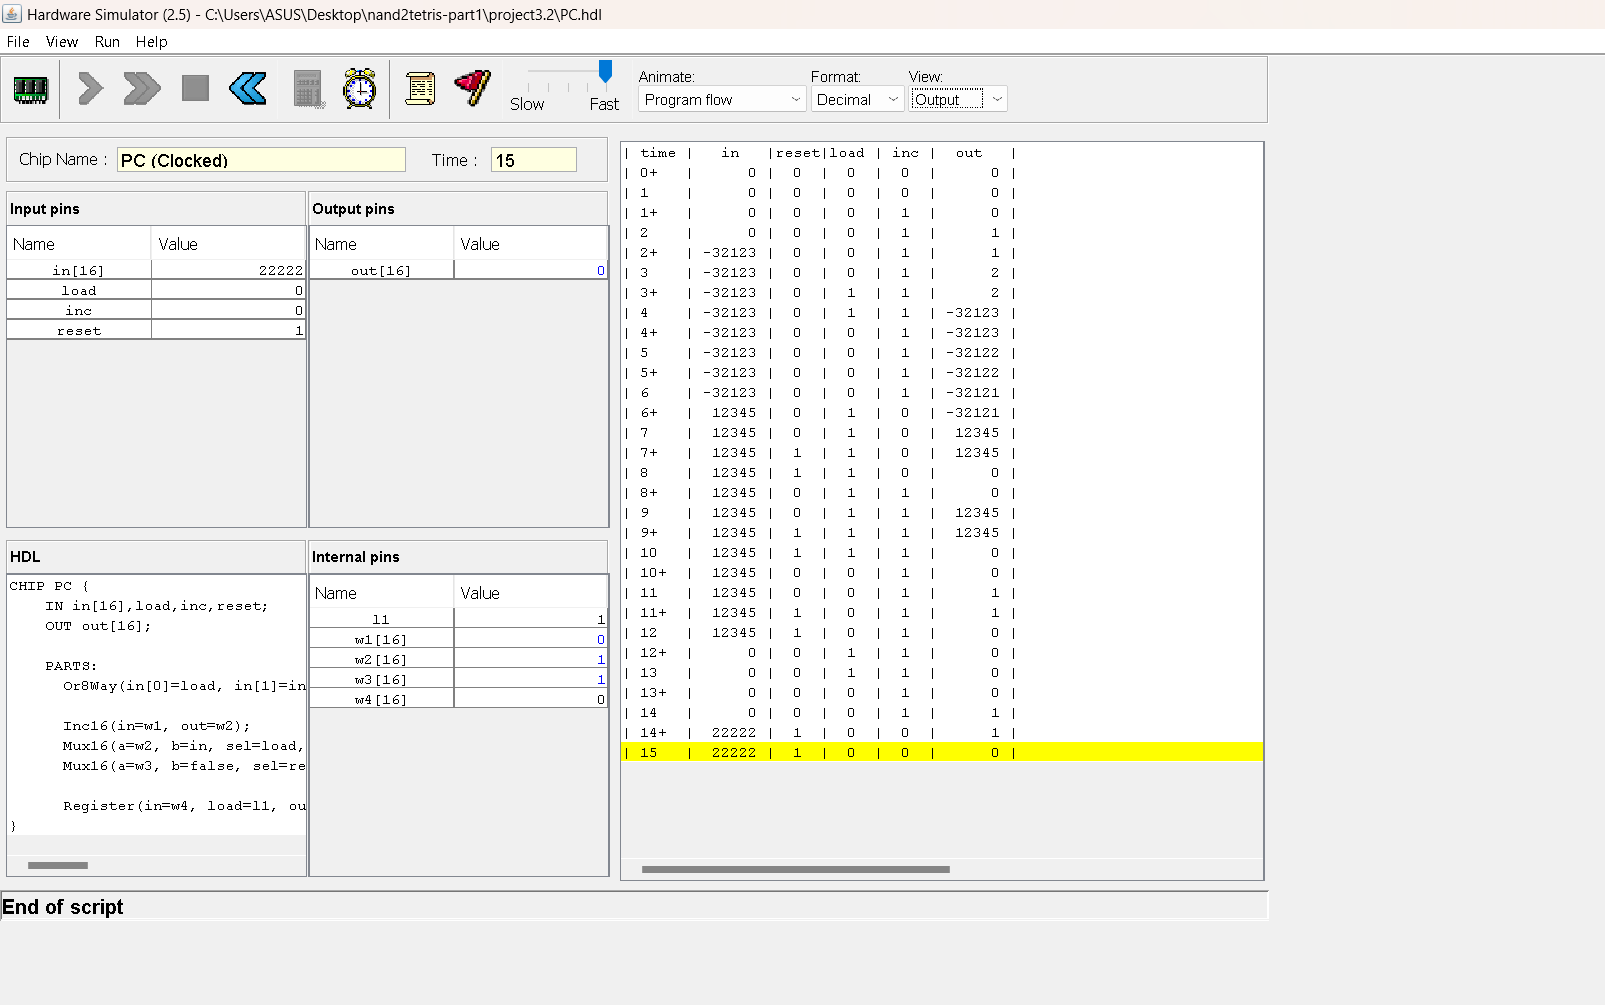 Hardware Simulator (2.5) - C:\Users\ASUS\Desktop\nand2tetris-part1\project3.2\PC.hdl
File View Run Help
Slow Fast
Animate: Format: View:
Program flow Decimal Output
Chip Name : PC (Clocked) Time : 15
Input pins
Name Value
in[16] 22222
load 0
inc 0
reset 1
Output pins
Name Value
out[16] 0
HDL
CHIP PC {
IN in[16],load,inc,reset;
OUT out[16];
PARTS:
Or8Way(in[0]=load, in[1]=in
Inc16(in=w1, out=w2);
Mux16(a=w2, b=in, sel=load,
Mux16(a=w3, b=false, sel=re
Register(in=w4, load=l1, ou
}
Internal pins
Name Value
l1 1
w1[16] 0
w2[16] 1
w3[16] 1
w4[16] 0
| time | in |reset|load | inc | out |
| 0+ | 0 | 0 | 0 | 0 | 0 |
| 1 | 0 | 0 | 0 | 0 | 0 |
| 1+ | 0 | 0 | 0 | 1 | 0 |
| 2 | 0 | 0 | 0 | 1 | 1 |
| 2+ | -32123 | 0 | 0 | 1 | 1 |
| 3 | -32123 | 0 | 0 | 1 | 2 |
| 3+ | -32123 | 0 | 1 | 1 | 2 |
| 4 | -32123 | 0 | 1 | 1 | -32123 |
| 4+ | -32123 | 0 | 0 | 1 | -32123 |
| 5 | -32123 | 0 | 0 | 1 | -32122 |
| 5+ | -32123 | 0 | 0 | 1 | -32122 |
| 6 | -32123 | 0 | 0 | 1 | -32121 |
| 6+ | 12345 | 0 | 1 | 0 | -32121 |
| 7 | 12345 | 0 | 1 | 0 | 12345 |
| 7+ | 12345 | 1 | 1 | 0 | 12345 |
| 8 | 12345 | 1 | 1 | 0 | 0 |
| 8+ | 12345 | 0 | 1 | 1 | 0 |
| 9 | 12345 | 0 | 1 | 1 | 12345 |
| 9+ | 12345 | 1 | 1 | 1 | 12345 |
| 10 | 12345 | 1 | 1 | 1 | 0 |
| 10+ | 12345 | 0 | 0 | 1 | 0 |
| 11 | 12345 | 0 | 0 | 1 | 1 |
| 11+ | 12345 | 1 | 0 | 1 | 1 |
| 12 | 12345 | 1 | 0 | 1 | 0 |
| 12+ | 0 | 0 | 1 | 1 | 0 |
| 13 | 0 | 0 | 1 | 1 | 0 |
| 13+ | 0 | 0 | 0 | 1 | 0 |
| 14 | 0 | 0 | 0 | 1 | 1 |
| 14+ | 22222 | 1 | 0 | 0 | 1 |
| 15 | 22222 | 1 | 0 | 0 | 0 |
End of script